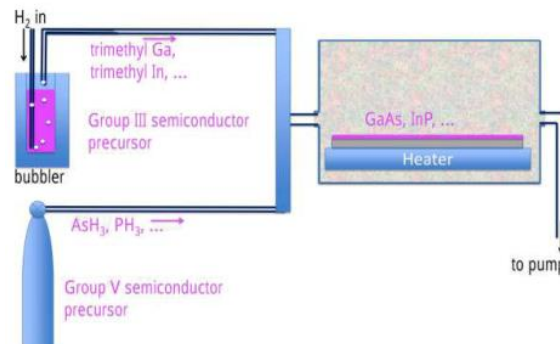 H₂ in
trimethyl Ga,
trimethyl In, ...
Group III semiconductor
precursor
bubbler
GaAs, InP, ...
Heater
AsH₃, PH₃, ...
to pump
Group V semiconductor
precursor